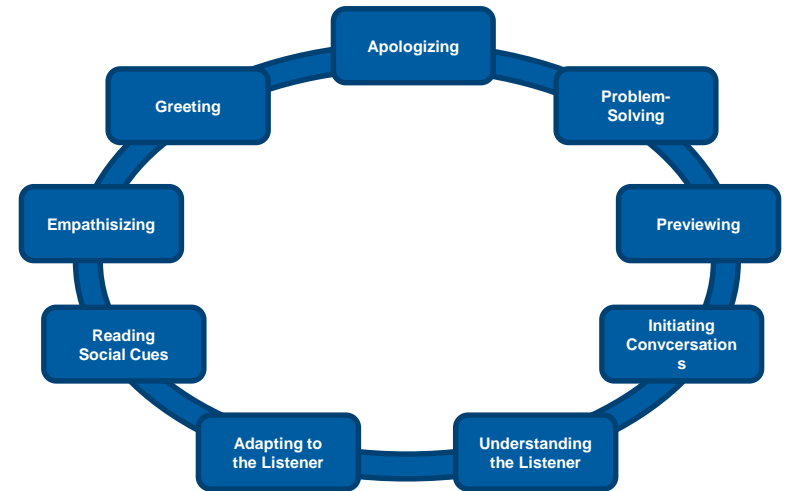 Apologizing
Problem-
Solving
Previewing
Initiating
Convcersation
s
Understanding
the Listener
Adapting to
the Listener
Reading
Social Cues
Empathisizing
Greeting